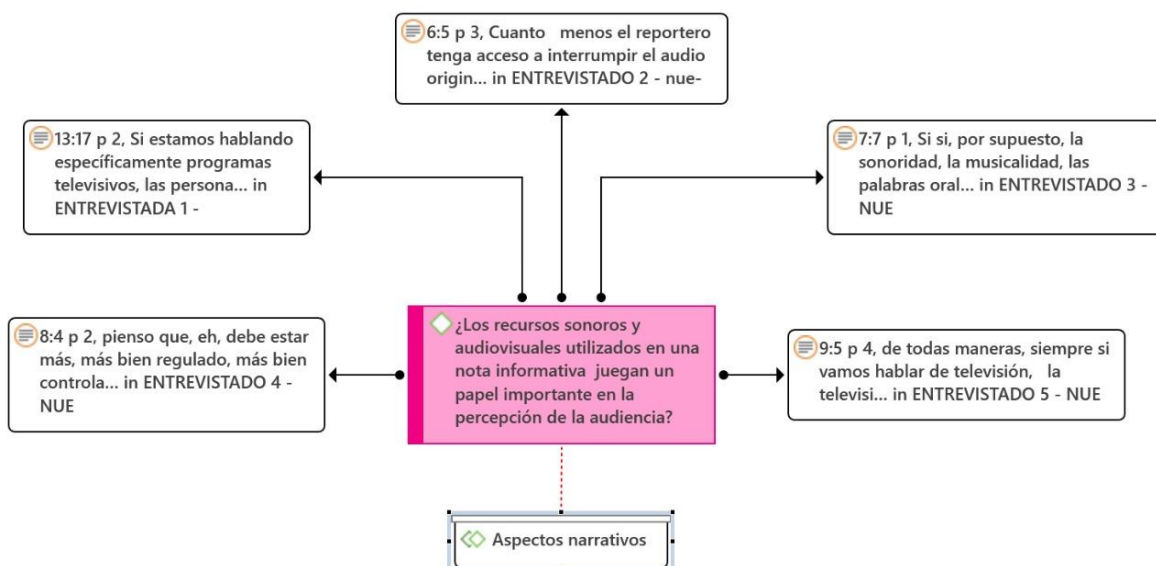 6:5 p 3, Cuanto menos el reportero
tenga acceso a interrumpir el audio
origin... in ENTREVISTADO 2 - nue-
13:17 p 2, Si estamos hablando
específicamente programas
televisivos, las persona... in
ENTREVISTADA 1 -
7:7 p 1, Si si, por supuesto, la
sonoridad, la musicalidad, las
palabras oral... in ENTREVISTADO 3 -
NUE
8:4 p 2, pienso que, eh, debe estar
más, más bien regulado, más bien
controla... in ENTREVISTADO 4 -
NUE
¿Los recursos sonoros y
audiovisuales utilizados en una
nota informativa juegan un
papel importante en la
percepción de la audiencia?
9:5 p 4, de todas maneras, siempre si
vamos hablar de televisión, la
televisi... in ENTREVISTADO 5 - NUE
Aspectos narrativos